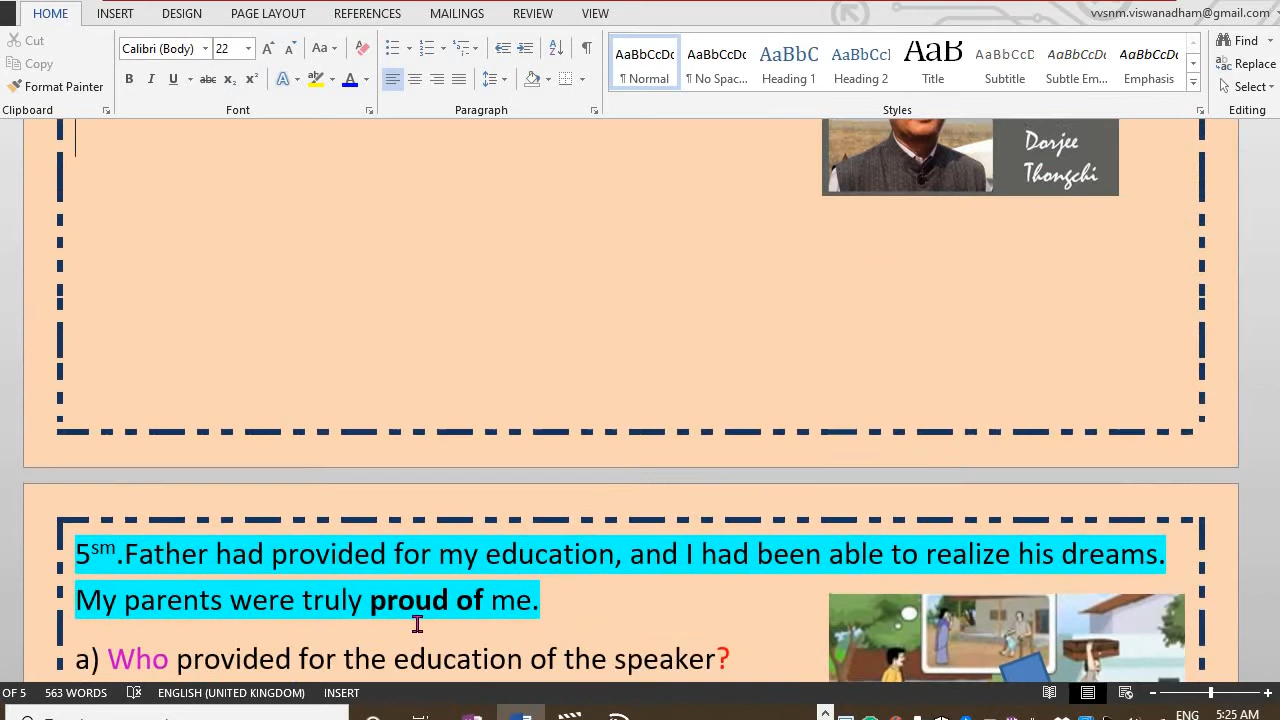 HOME INSERT DESIGN PAGE LAYOUT REFERENCES MAILINGS REVIEW VIEW vvsnm.viswanadham@gmail.com
Cut
Copy
Format Painter
Calibri (Body) 22
Find
Replace
Select
AaBbCcDc AaBbCcDc AaBbC AaBbCcI AaB AaBbCcD AaBbCcDc AaBbCcDc
¶ Normal ¶ No Spac... Heading 1 Heading 2 Title Subtitle Subtle Em... Emphasis
Clipboard Font Paragraph Styles Editing
Dorjee
Thongchi
5sm.Father had provided for my education, and I had been able to realize his dreams.
My parents were truly proud of me.
a) Who provided for the education of the speaker?
OF 5 563 WORDS ENGLISH (UNITED KINGDOM) INSERT
ENG 5:25 AM